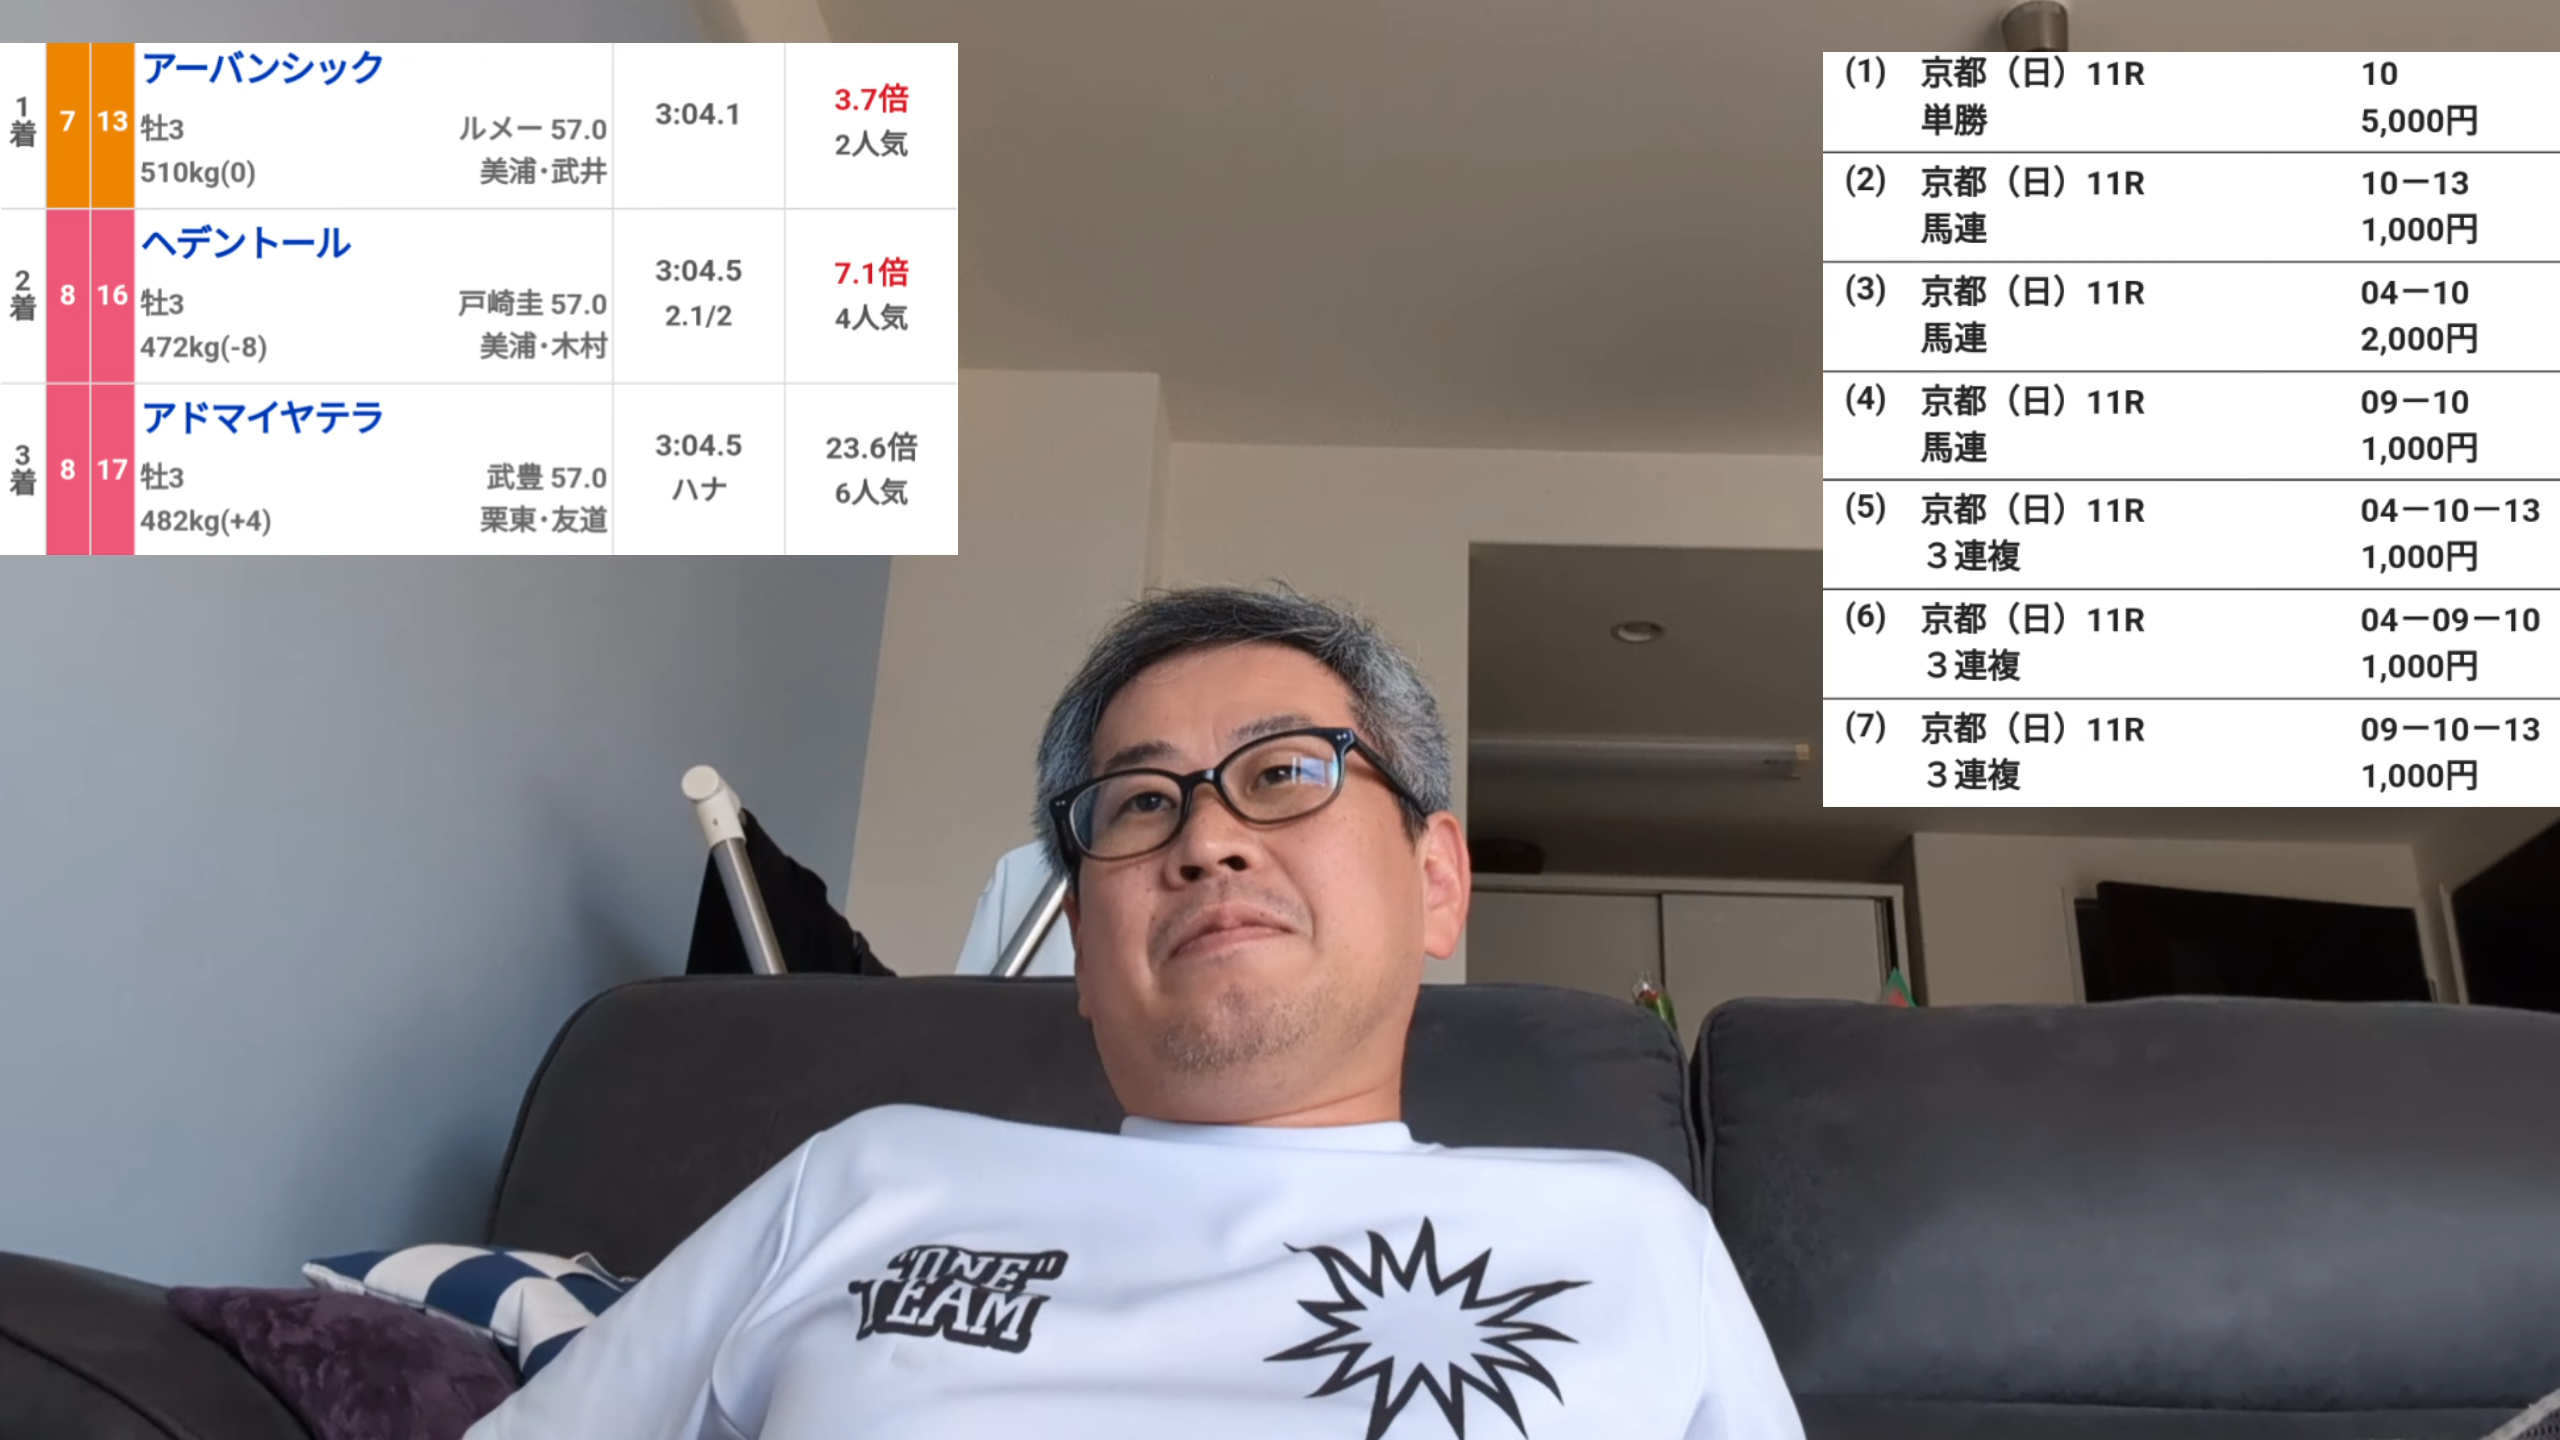 1着 7 13 アーバンシック
牡3 ルメー 57.0
510kg(0) 美浦・武井
3:04.1
3.7倍
2人気
2着 8 16 ヘデントール
牡3 戸崎圭 57.0
472kg(-8) 美浦・木村
3:04.5
2.1/2
7.1倍
4人気
3着 8 17 アドマイヤテラ
牡3 武豊 57.0
482kg(+4) 栗東・友道
3:04.5
ハナ
23.6倍
6人気
(1) 京都（日）11R 10
単勝 5,000円
(2) 京都（日）11R 10－13
馬連 1,000円
(3) 京都（日）11R 04－10
馬連 2,000円
(4) 京都（日）11R 09－10
馬連 1,000円
(5) 京都（日）11R 04－10－13
３連複 1,000円
(6) 京都（日）11R 04－09－10
３連複 1,000円
(7) 京都（日）11R 09－10－13
３連複 1,000円
"ONE"
TEAM